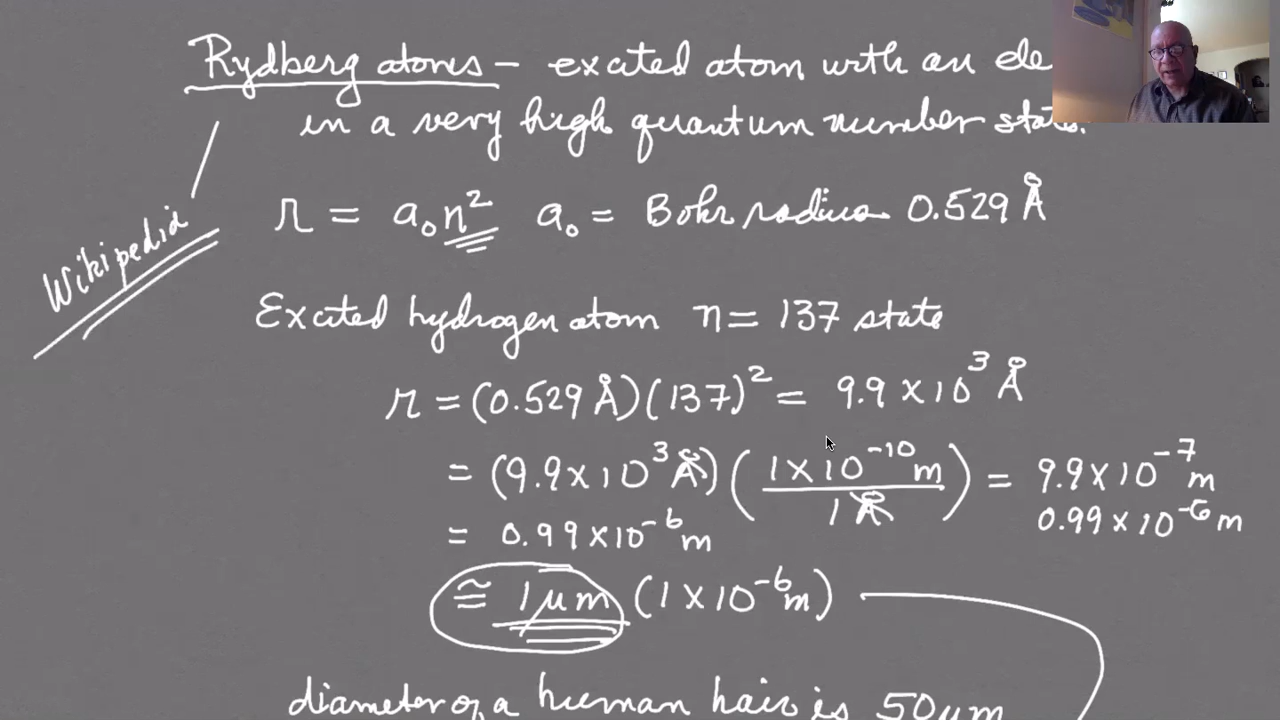 Rydberg atoms – excited atom with an ele
in a very high quantum number state.
Wikipedia
r = a₀n² a₀ = Bohr radius 0.529 Å
Excited hydrogen atom n = 137 state
r = (0.529 Å)(137)² = 9.9 × 10³ Å
= (9.9 × 10³ Å)(1 × 10⁻¹⁰ m / 1 Å) = 9.9 × 10⁻⁷ m
= 0.99 × 10⁻⁶ m 0.99 × 10⁻⁶ m
≅ 1 μm (1 × 10⁻⁶ m)
diameter of a human hair is 50 μm